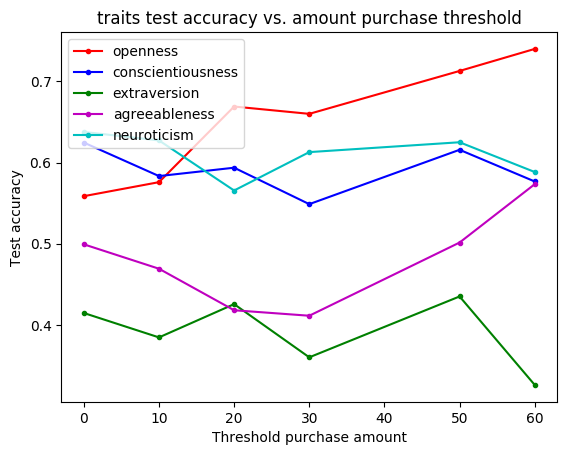 traits test accuracy vs. amount purchase threshold
openness
conscientiousness
extraversion
agreeableness
neuroticism
0.7
0.6
0.5
0.4
Test accuracy
0 10 20 30 40 50 60
Threshold purchase amount